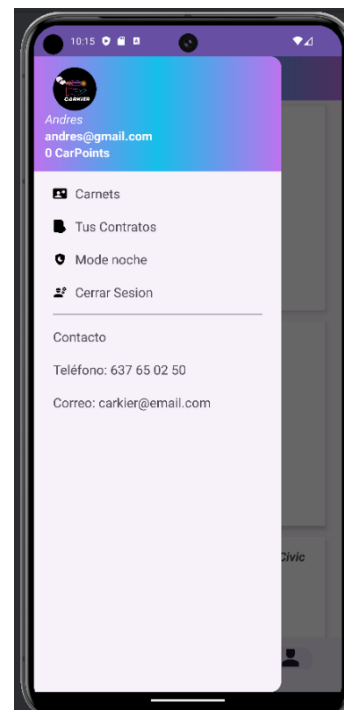 10:15
CARKIER
Andres
andres@gmail.com
0 CarPoints
Carnets
Tus Contratos
Mode noche
Cerrar Sesion
Contacto
Teléfono: 637 65 02 50
Correo: carkier@email.com
Civic